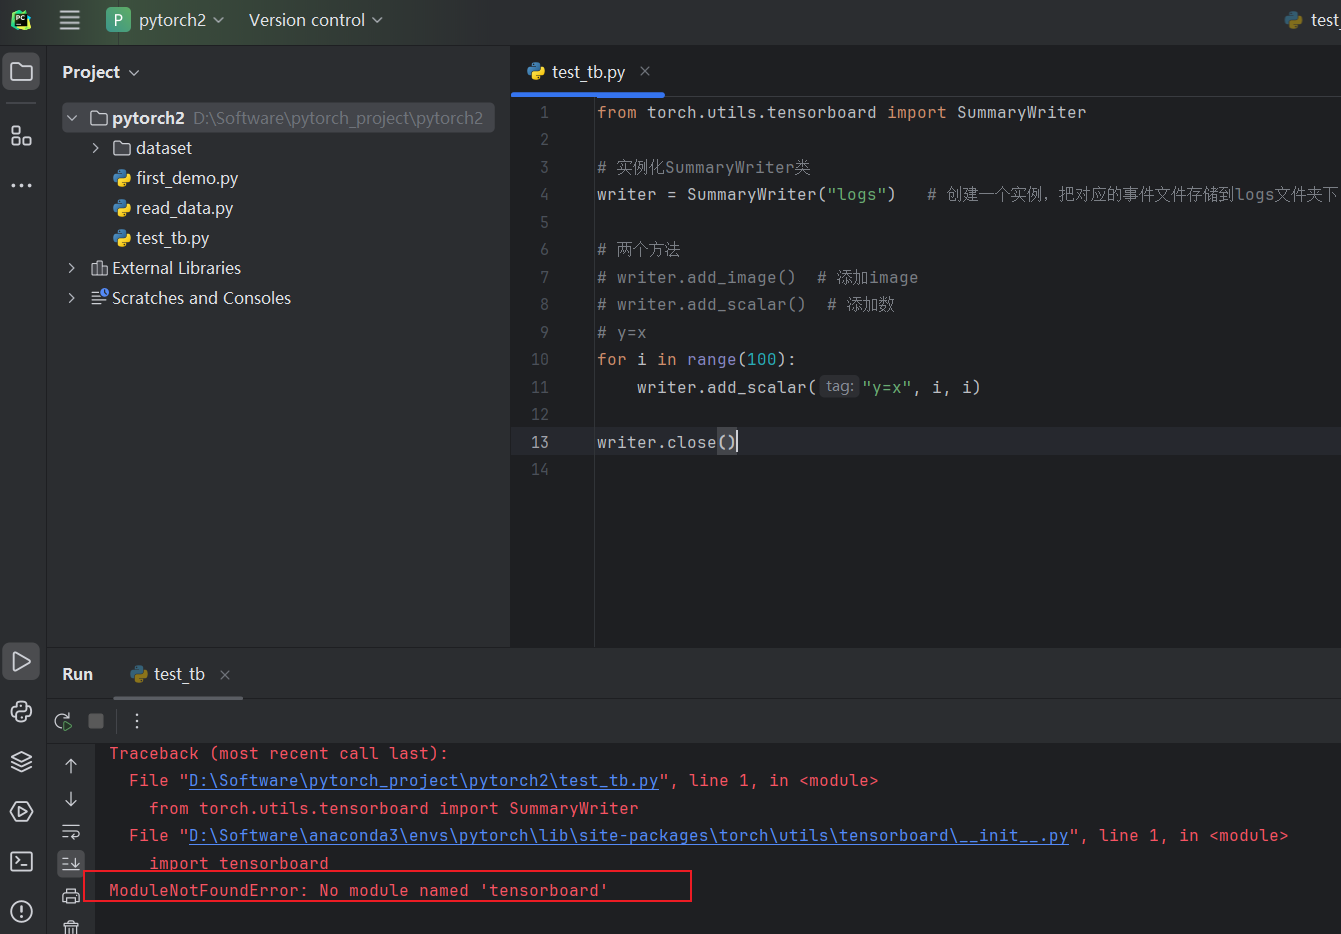 PC
P pytorch2 Version control
test_
Project
test_tb.py
pytorch2 D:\Software\pytorch_project\pytorch2
dataset
first_demo.py
read_data.py
test_tb.py
External Libraries
Scratches and Consoles
1 from torch.utils.tensorboard import SummaryWriter
2
3 # 实例化SummaryWriter类
4 writer = SummaryWriter("logs") # 创建一个实例，把对应的事件文件存储到logs文件夹下
5
6 # 两个方法
7 # writer.add_image() # 添加image
8 # writer.add_scalar() # 添加数
9 # y=x
10 for i in range(100):
11 writer.add_scalar( tag: "y=x", i, i)
12
13 writer.close()
14
Run test_tb
Traceback (most recent call last):
File "D:\Software\pytorch_project\pytorch2\test_tb.py", line 1, in <module>
from torch.utils.tensorboard import SummaryWriter
File "D:\Software\anaconda3\envs\pytorch\lib\site-packages\torch\utils\tensorboard\__init__.py", line 1, in <module>
import tensorboard
ModuleNotFoundError: No module named 'tensorboard'